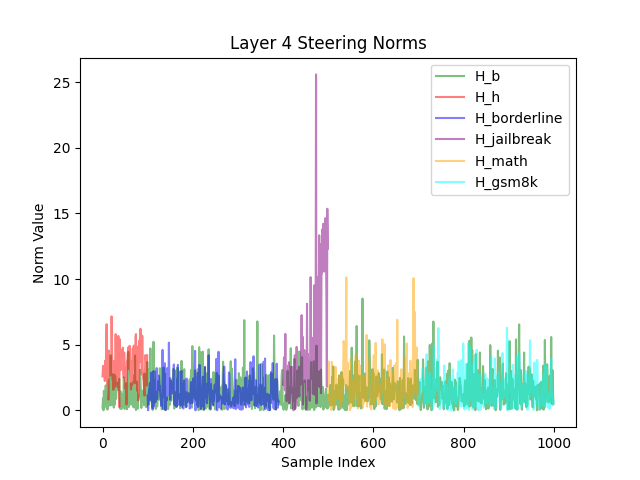 Layer 4 Steering Norms
Norm Value
25
20
15
10
5
0
H_b
H_h
H_borderline
H_jailbreak
H_math
H_gsm8k
0 200 400 600 800 1000
Sample Index